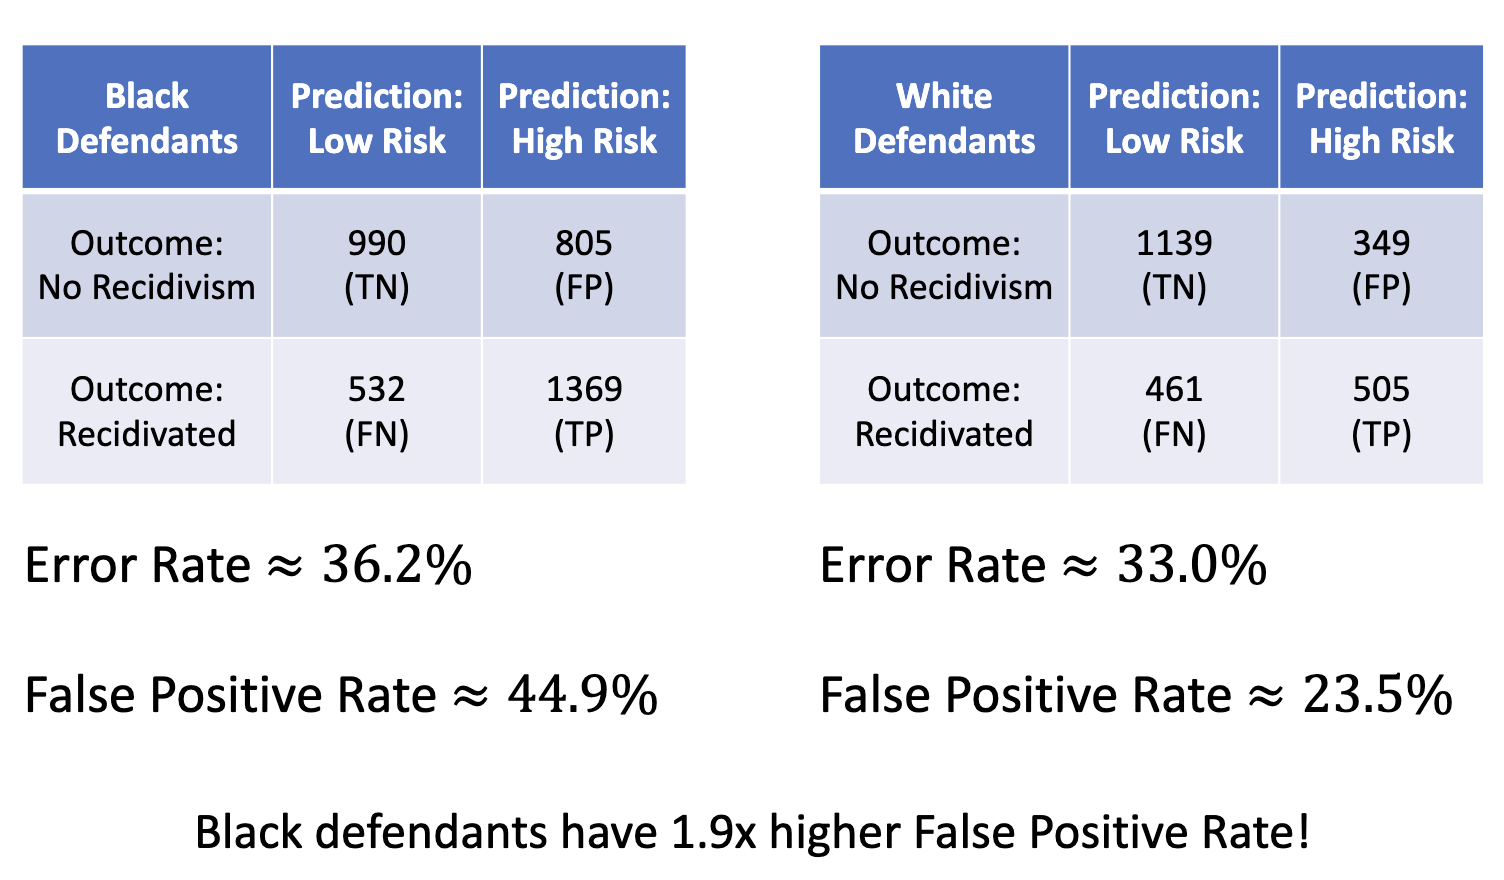 Black Defendants
Prediction: Low Risk
Prediction: High Risk
Outcome: No Recidivism
990 (TN)
805 (FP)
Outcome: Recidivated
532 (FN)
1369 (TP)
White Defendants
Prediction: Low Risk
Prediction: High Risk
Outcome: No Recidivism
1139 (TN)
349 (FP)
Outcome: Recidivated
461 (FN)
505 (TP)
Error Rate ≈ 36.2%
False Positive Rate ≈ 44.9%
Error Rate ≈ 33.0%
False Positive Rate ≈ 23.5%
Black defendants have 1.9x higher False Positive Rate!